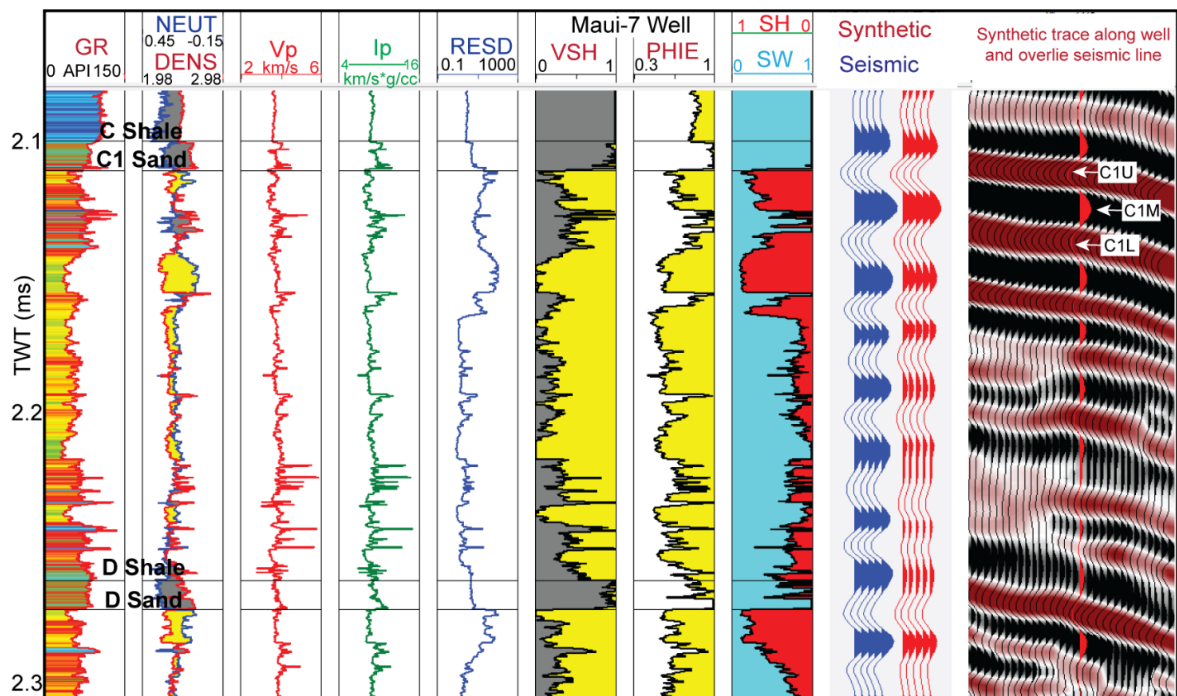 Maui-7 Well
GR
0 API 150
NEUT
0.45 -0.15
DENS
1.98 2.98
Vp
2 km/s 6
Ip
4 16
km/s*g/cc
RESD
0.1 1000
VSH
0 1
PHIE
0.3 0
1 SH 0
SW
0 1
Synthetic
Seismic
Synthetic trace along well
and overlie seismic line
TWT (ms)
2.1
2.2
2.3
C Shale
C1 Sand
D Shale
D Sand
C1U
C1M
C1L